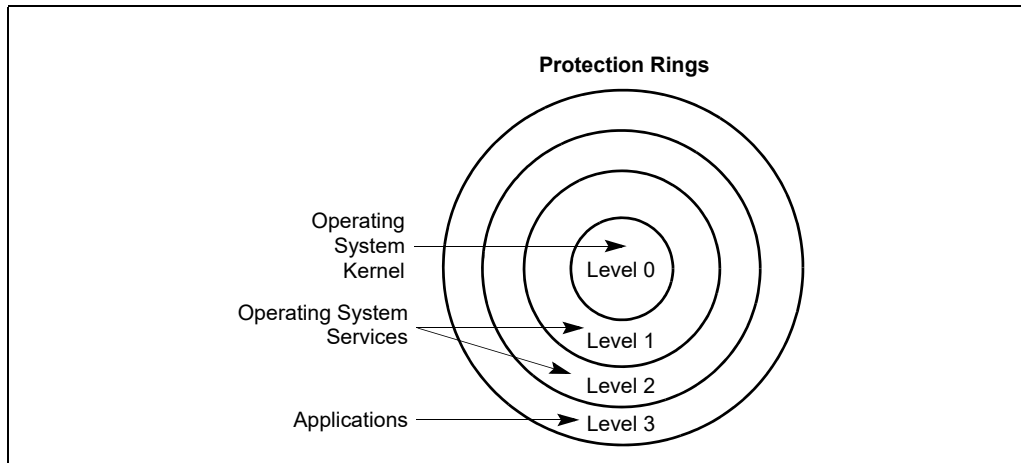 Protection Rings
Operating
System
Kernel
Level 0
Operating System
Services
Level 1
Level 2
Applications
Level 3